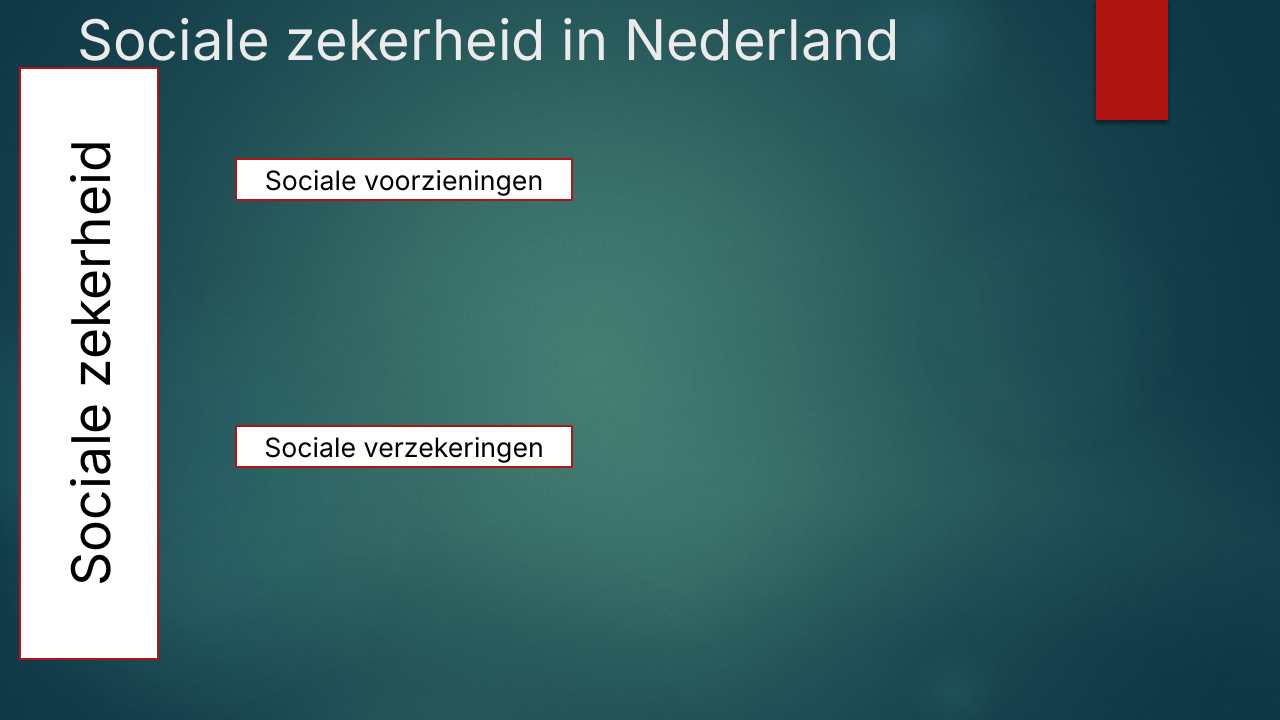 Sociale zekerheid in Nederland
Sociale zekerheid
Sociale voorzieningen
Sociale verzekeringen